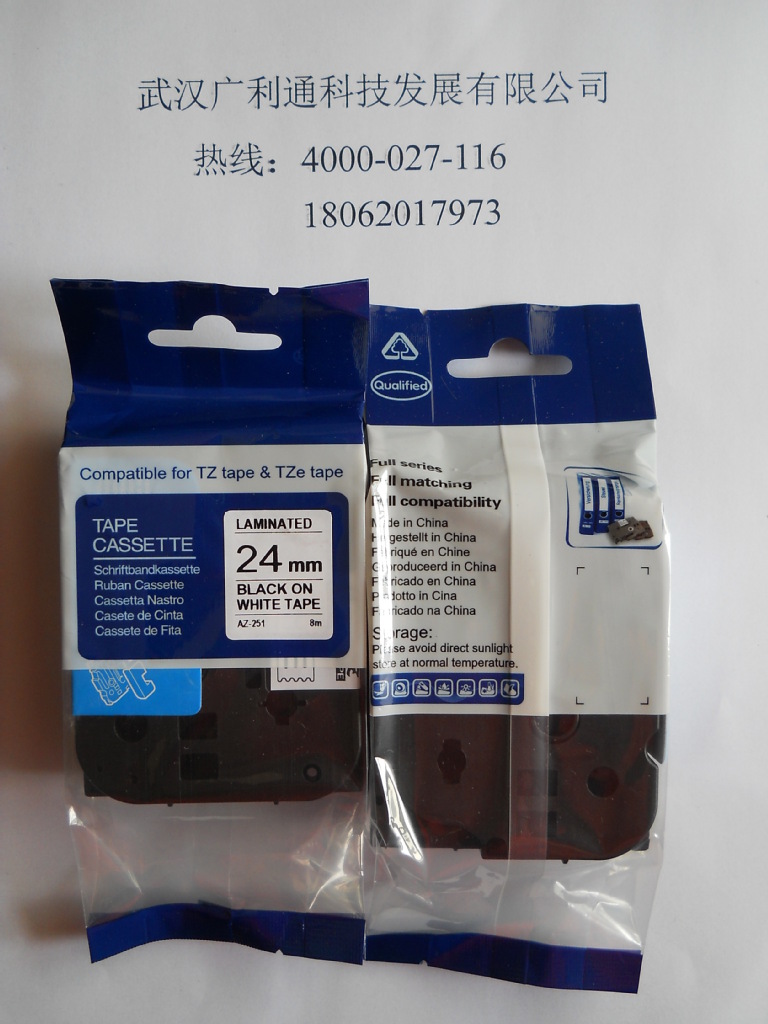 武汉广利通科技发展有限公司
热线：4000-027-116
18062017973
Compatible for TZ tape & TZe tape
TAPE
CASSETTE
Schriftbandkassette
Ruban Cassette
Cassetta Nastro
Casete de Cinta
Cassete de Fita
LAMINATED
24 mm
BLACK ON
WHITE TAPE
AZ-251 8m
Qualified
Full series
Full matching
Full compatibility
Made in China
Hergestellt in China
Fabriqué en Chine
Geproduceerd in China
Fabricado en China
Prodotto in Cina
Fabricado na China
Storage:
Please avoid direct sunlight
store at normal temperature.